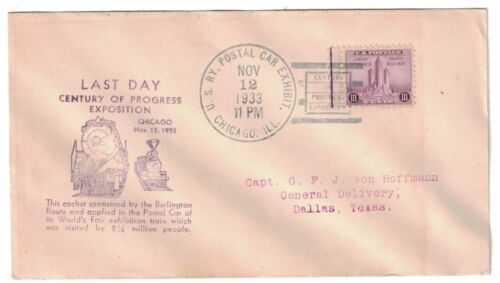 LAST DAY
CENTURY OF PROGRESS
EXPOSITION
CHICAGO
Nov. 12, 1933
This cachet sponsored by the Burlington
Route and applied in the Postal Car of
its World's Fair exhibition train which
was visited by 2¼ million people.
U. S. RY. POSTAL CAR EXHIBIT.
NOV
12
1933
11 PM
CHICAGO, ILL.
CENTURY
PROGRESS
EXPOSITION
U.S. POSTAGE
III CENTS III
Capt. G. F. J. von Hoffmann
General Delivery,
Dallas, Texas.